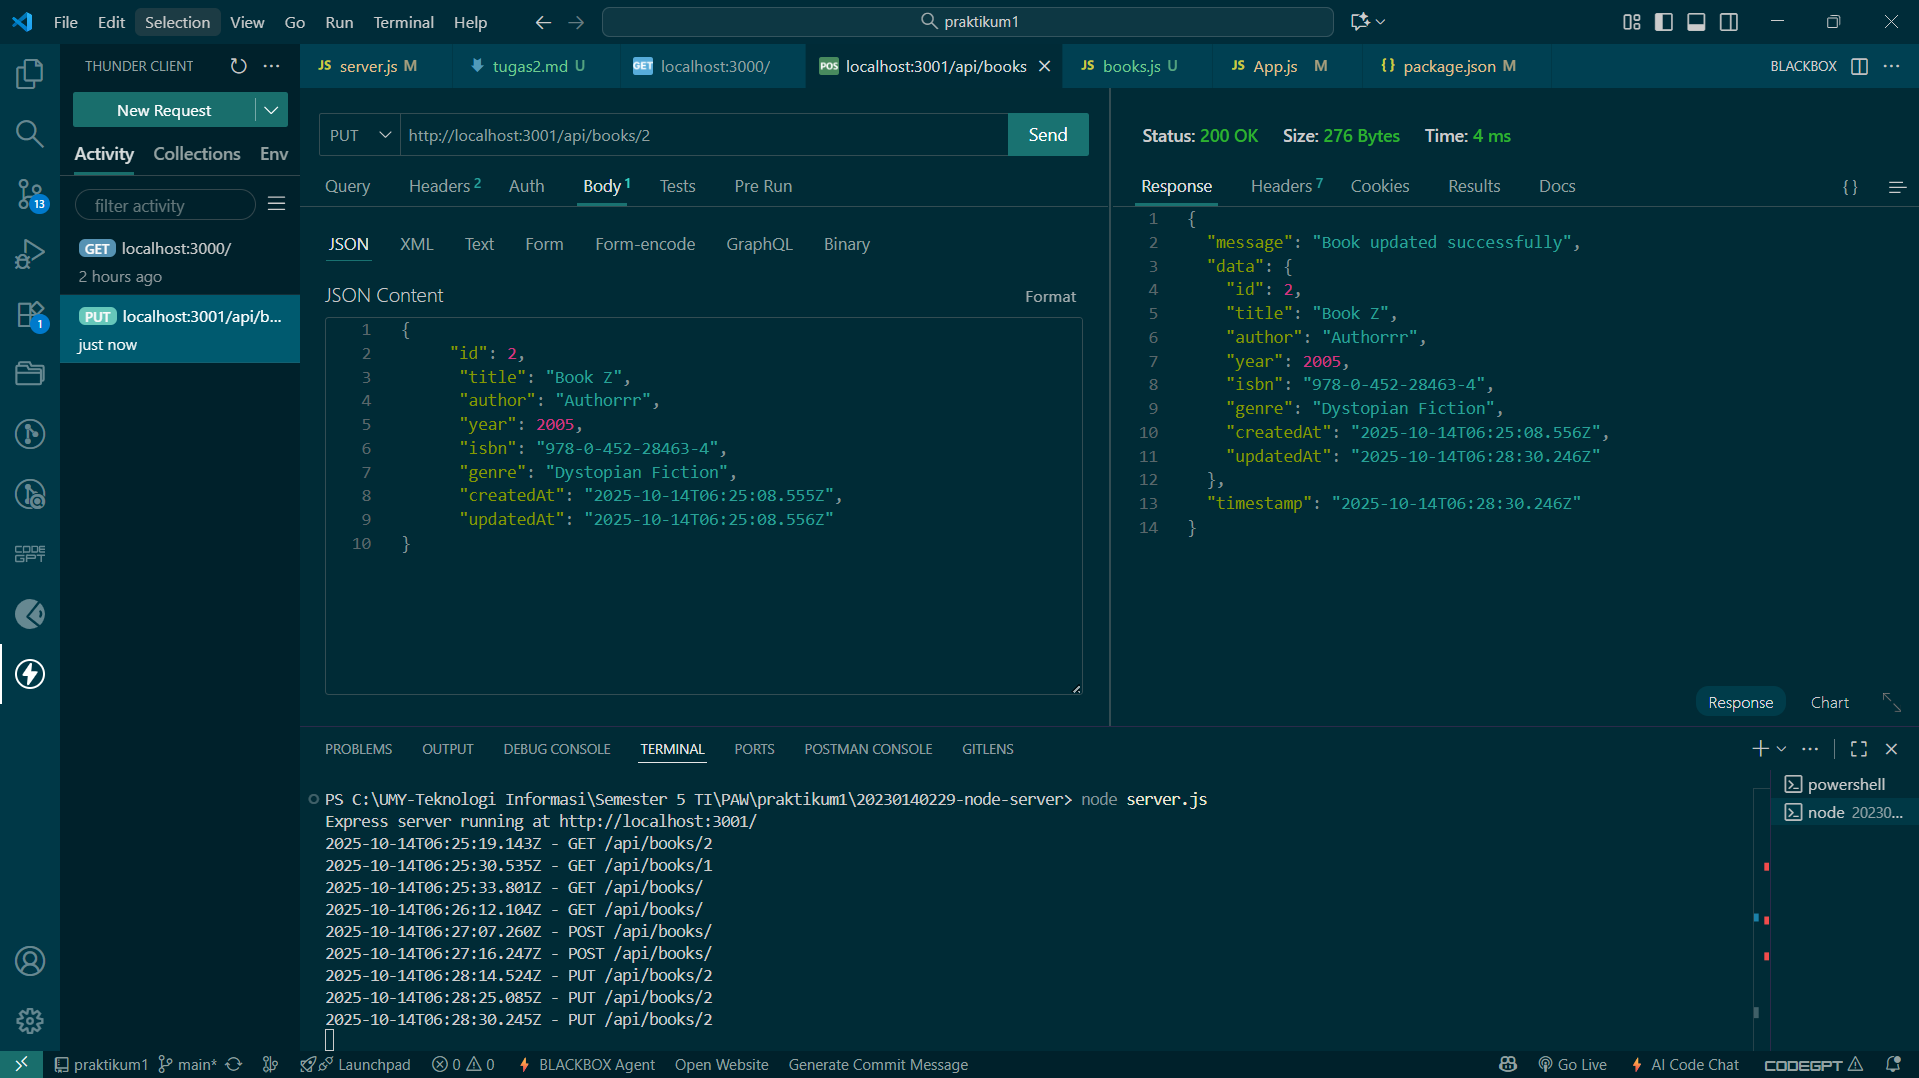 File Edit Selection View Go Run Terminal Help
praktikum1
THUNDER CLIENT
New Request
Activity Collections Env
filter activity
GET localhost:3000/
2 hours ago
PUT localhost:3001/api/b...
just now
JS server.js M
tugas2.md U
GET localhost:3000/
POS localhost:3001/api/books
JS books.js U
JS App.js M
{} package.json M
BLACKBOX
PUT http://localhost:3001/api/books/2 Send
Query Headers 2 Auth Body 1 Tests Pre Run
JSON XML Text Form Form-encode GraphQL Binary
JSON Content Format
1 {
2 "id": 2,
3 "title": "Book Z",
4 "author": "Authorrr",
5 "year": 2005,
6 "isbn": "978-0-452-28463-4",
7 "genre": "Dystopian Fiction",
8 "createdAt": "2025-10-14T06:25:08.555Z",
9 "updatedAt": "2025-10-14T06:25:08.556Z"
10 }
Status: 200 OK Size: 276 Bytes Time: 4 ms
Response Headers 7 Cookies Results Docs {}
1 {
2 "message": "Book updated successfully",
3 "data": {
4 "id": 2,
5 "title": "Book Z",
6 "author": "Authorrr",
7 "year": 2005,
8 "isbn": "978-0-452-28463-4",
9 "genre": "Dystopian Fiction",
10 "createdAt": "2025-10-14T06:25:08.556Z",
11 "updatedAt": "2025-10-14T06:28:30.246Z"
12 },
13 "timestamp": "2025-10-14T06:28:30.246Z"
14 }
Response Chart
PROBLEMS OUTPUT DEBUG CONSOLE TERMINAL PORTS POSTMAN CONSOLE GITLENS
PS C:\UMY-Teknologi Informasi\Semester 5 TI\PAW\praktikum1\20230140229-node-server> node server.js
Express server running at http://localhost:3001/
2025-10-14T06:25:19.143Z - GET /api/books/2
2025-10-14T06:25:30.535Z - GET /api/books/1
2025-10-14T06:25:33.801Z - GET /api/books/
2025-10-14T06:26:12.104Z - GET /api/books/
2025-10-14T06:27:07.260Z - POST /api/books/
2025-10-14T06:27:16.247Z - POST /api/books/
2025-10-14T06:28:14.524Z - PUT /api/books/2
2025-10-14T06:28:25.085Z - PUT /api/books/2
2025-10-14T06:28:30.245Z - PUT /api/books/2
powershell
node 20230...
13
1
CODE
GPT
praktikum1 main* Launchpad 0 0 BLACKBOX Agent Open Website Generate Commit Message Go Live AI Code Chat CODEGPT